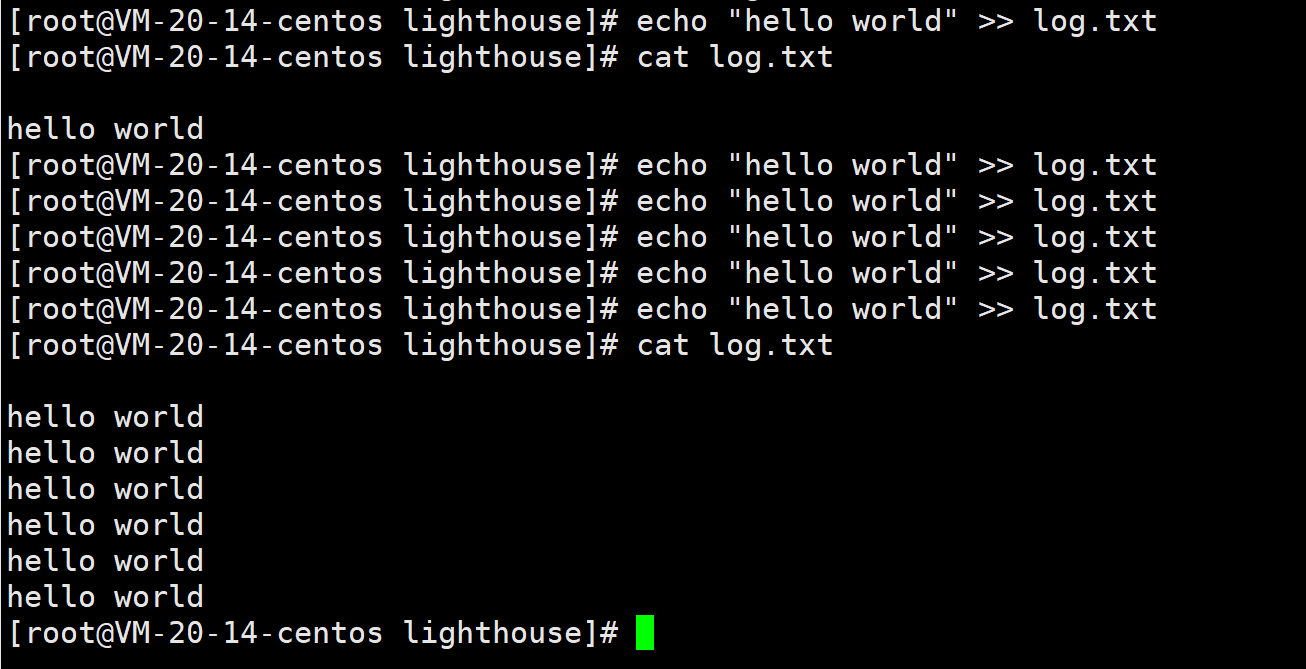 [root@VM-20-14-centos lighthouse]# echo "hello world" >> log.txt
[root@VM-20-14-centos lighthouse]# cat log.txt

hello world
[root@VM-20-14-centos lighthouse]# echo "hello world" >> log.txt
[root@VM-20-14-centos lighthouse]# echo "hello world" >> log.txt
[root@VM-20-14-centos lighthouse]# echo "hello world" >> log.txt
[root@VM-20-14-centos lighthouse]# echo "hello world" >> log.txt
[root@VM-20-14-centos lighthouse]# echo "hello world" >> log.txt
[root@VM-20-14-centos lighthouse]# cat log.txt

hello world
hello world
hello world
hello world
hello world
hello world
[root@VM-20-14-centos lighthouse]#